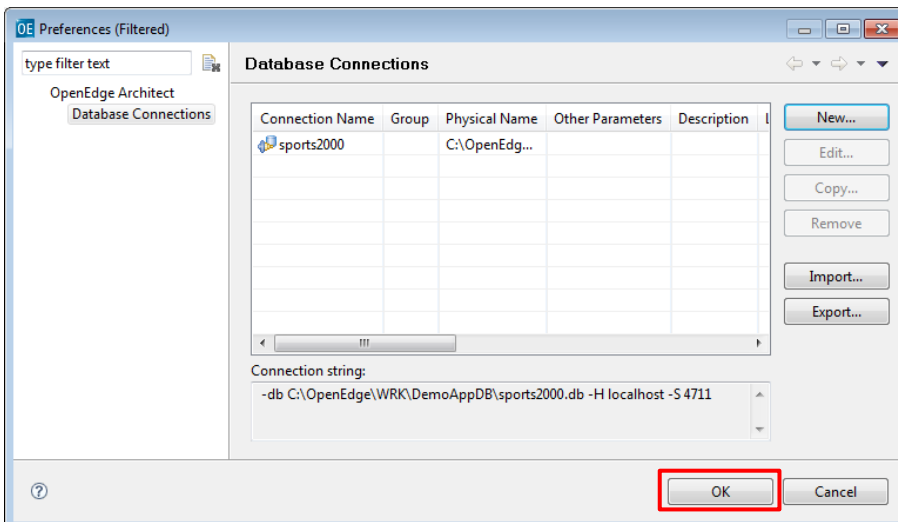 OE Preferences (Filtered)
type filter text
Database Connections
OpenEdge Architect
Database Connections
Connection Name Group Physical Name Other Parameters Description
New...
sports2000 C:\OpenEdg...
Edit...
Copy...
Remove
Import...
Export...
Connection string:
-db C:\OpenEdge\WRK\DemoAppDB\sports2000.db -H localhost -S 4711
OK Cancel